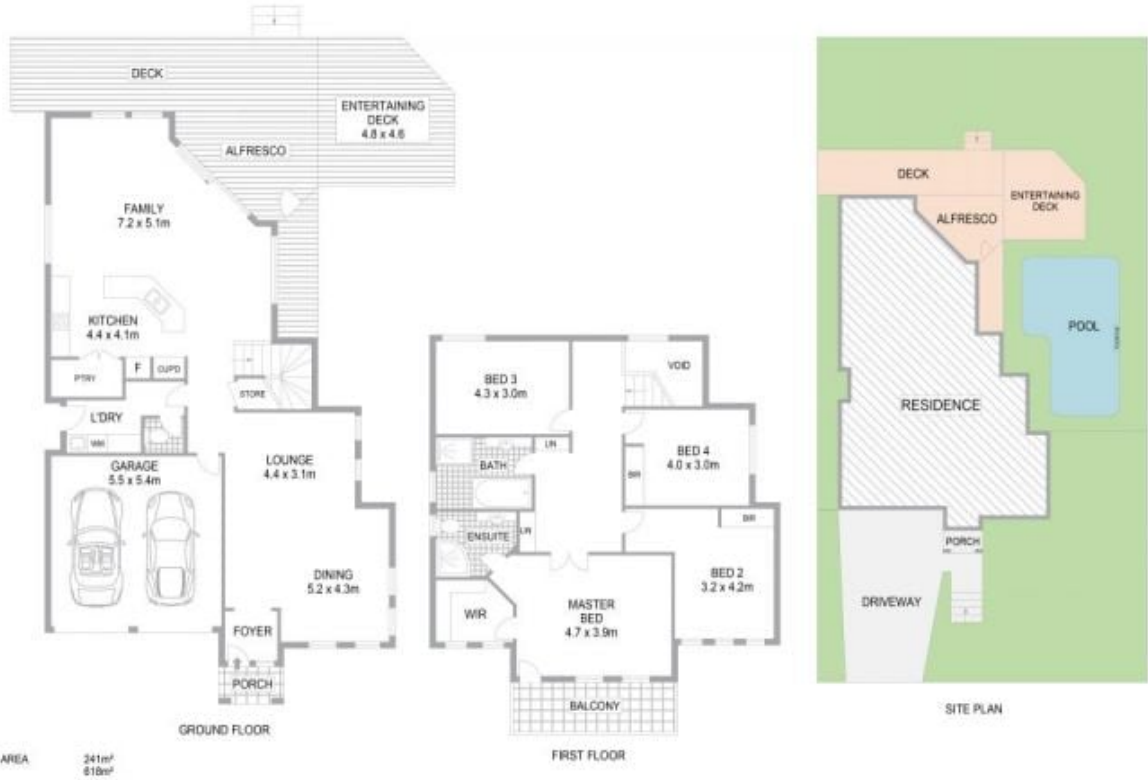 DECK
ENTERTAINING
DECK
4.8 x 4.6
ALFRESCO
FAMILY
7.2 x 5.1m
KITCHEN
4.4 x 4.1m
PTRY
F
CUPD
STORE
L'DRY
WM
GARAGE
5.5 x 5.4m
LOUNGE
4.4 x 3.1m
DINING
5.2 x 4.3m
FOYER
PORCH
GROUND FLOOR
AREA 241m²
618m²
BED 3
4.3 x 3.0m
VOID
LIN
BATH
BED 4
4.0 x 3.0m
BIR
BIR
LIN
ENSUITE
BED 2
3.2 x 4.2m
WIR
MASTER
BED
4.7 x 3.9m
BALCONY
FIRST FLOOR
DECK
ENTERTAINING
DECK
ALFRESCO
POOL
RESIDENCE
PORCH
DRIVEWAY
SITE PLAN